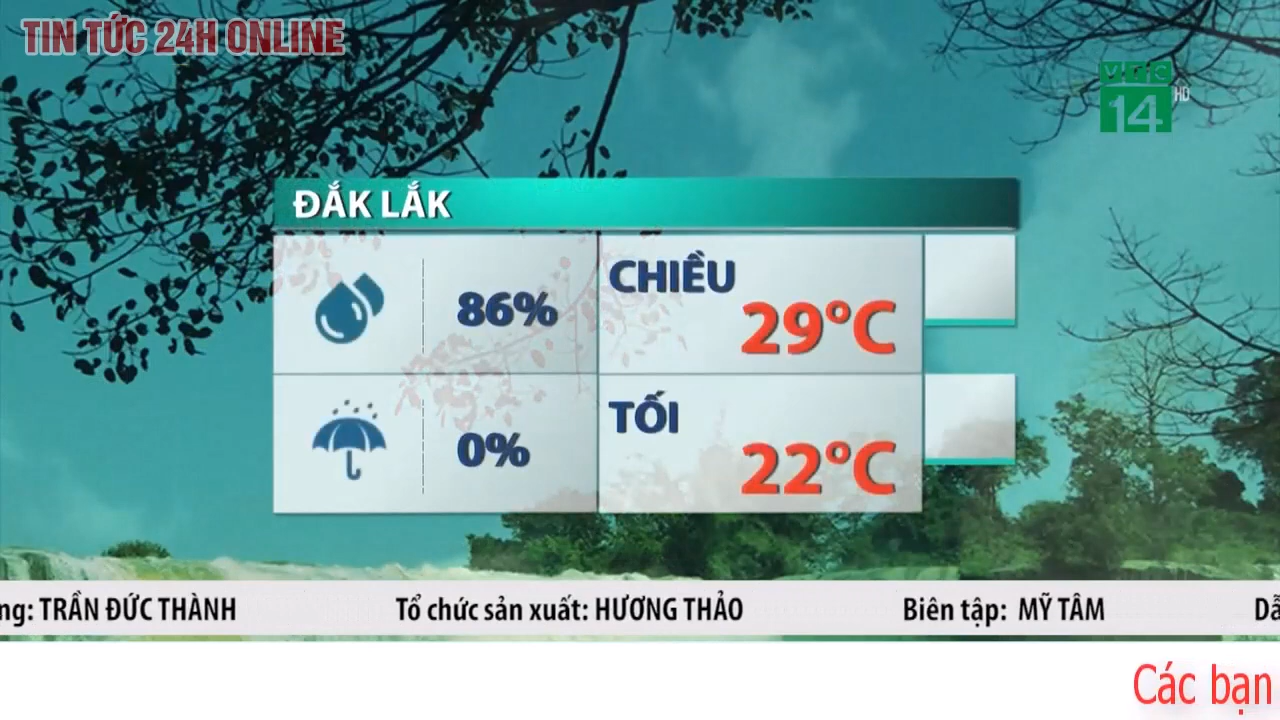 TIN TỨC 24H ONLINE
VTC
14 HD
ĐẮK LẮK
86%
CHIỀU
29°C
0%
TỐI
22°C
ng: TRẦN ĐỨC THÀNH Tổ chức sản xuất: HƯƠNG THẢO Biên tập: MỸ TÂM Dẫ
Các bạn